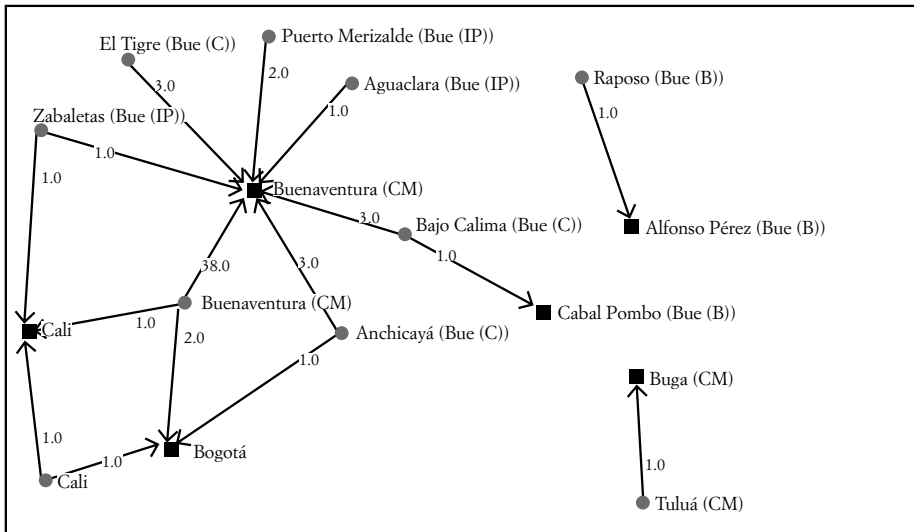 Puerto Merizalde (Bue (IP))
El Tigre (Bue (C))
2.0
Aguaclara (Bue (IP))
Raposo (Bue (B))
3.0
1.0
1.0
Zabaletas (Bue (IP))
1.0
1.0
Buenaventura (CM)
3.0
Bajo Calima (Bue (C))
Alfonso Pérez (Bue (B))
1.0
38.0
3.0
Buenaventura (CM)
Cabal Pombo (Bue (B))
Cali
1.0
2.0
Anchicayá (Bue (C))
1.0
Buga (CM)
1.0
Bogotá
1.0
1.0
Cali
Tuluá (CM)